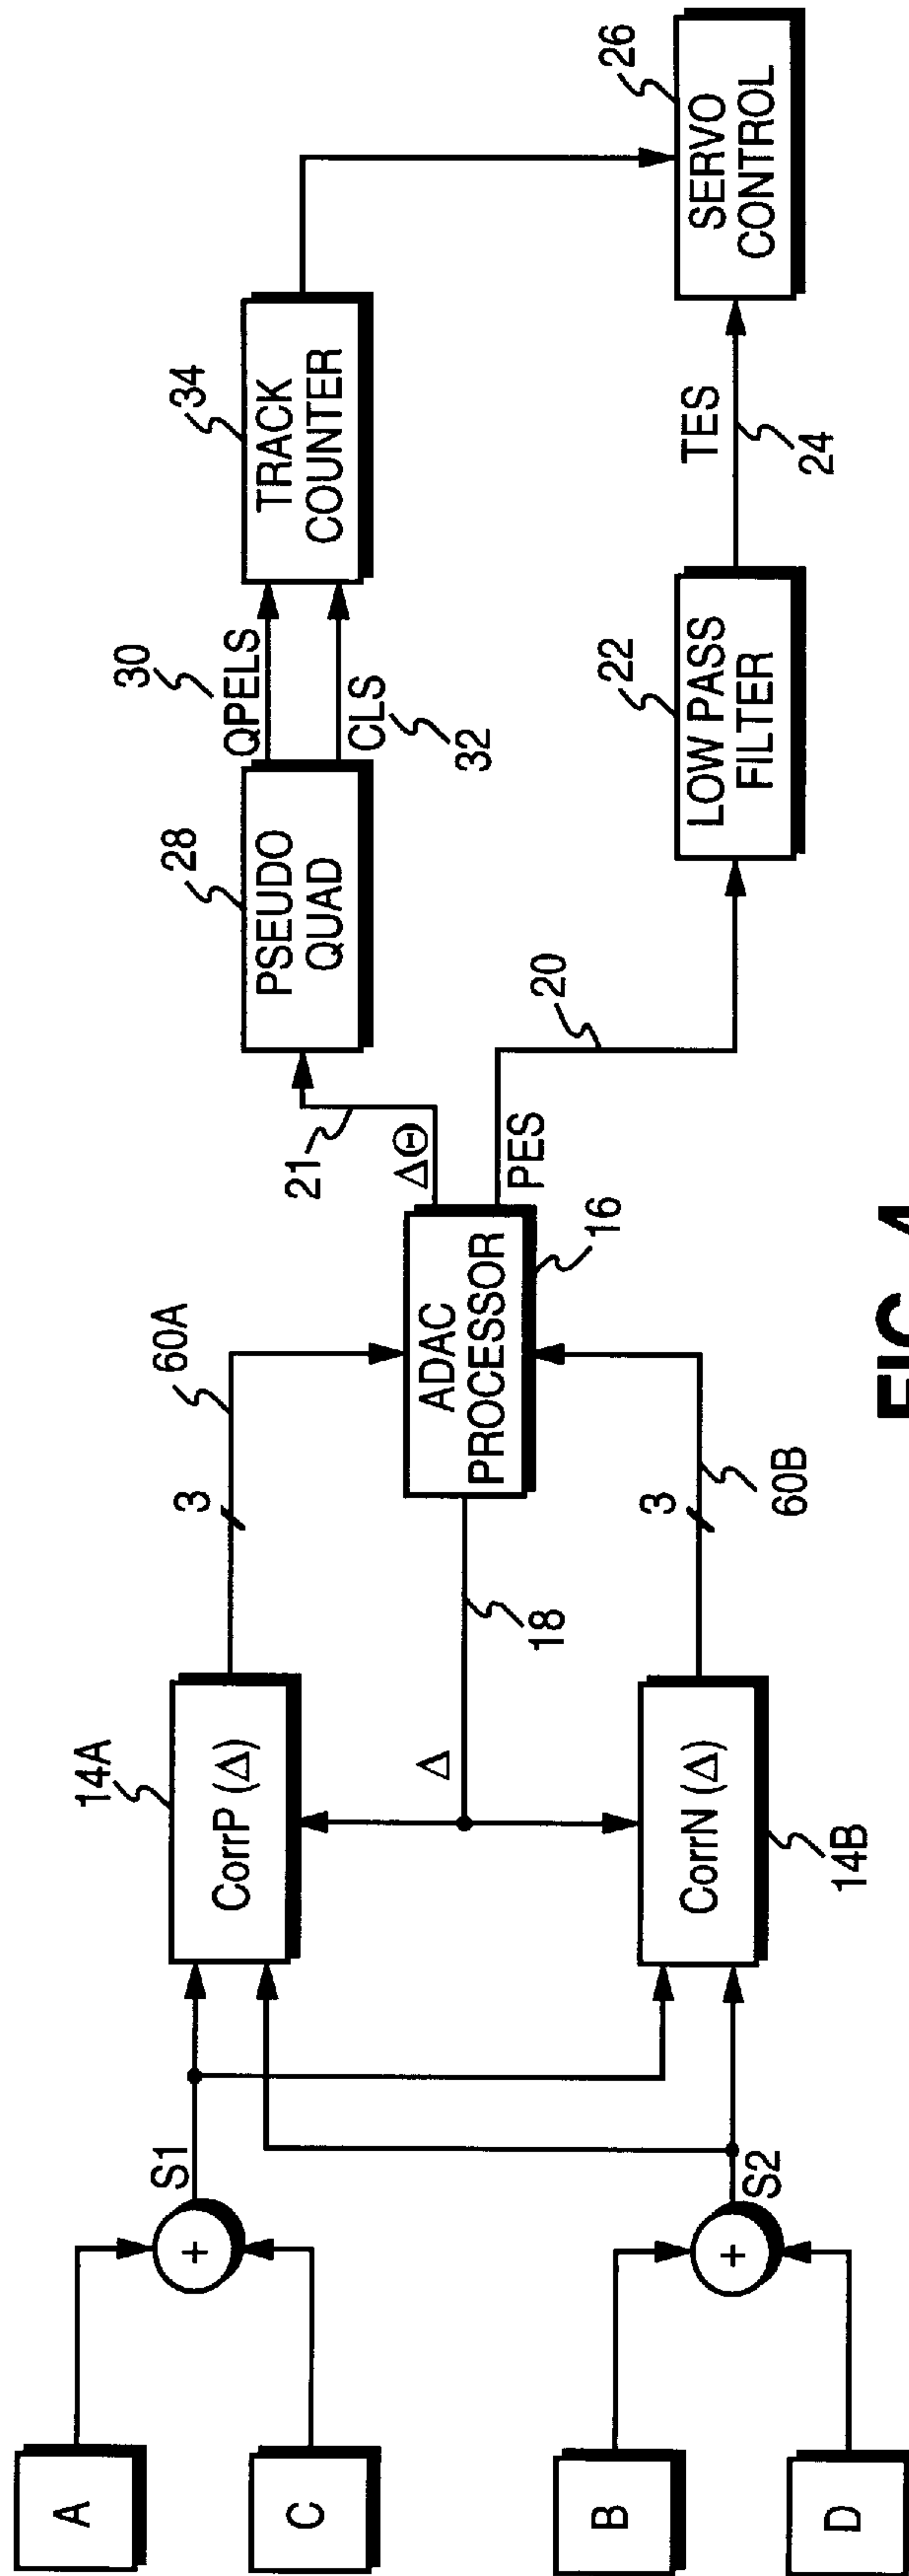 A
C
B
D
+
+
S1
S2
14A
CorrP (Δ)
CorrN (Δ)
14B
Δ
18
3
60A
3
60B
ADAC
PROCESSOR
16
ΔΘ
21
PES
20
28
PSEUDO
QUAD
30
QPELS
CLS
32
34
TRACK
COUNTER
22
LOW PASS
FILTER
TES
24
26
SERVO
CONTROL
FIG.